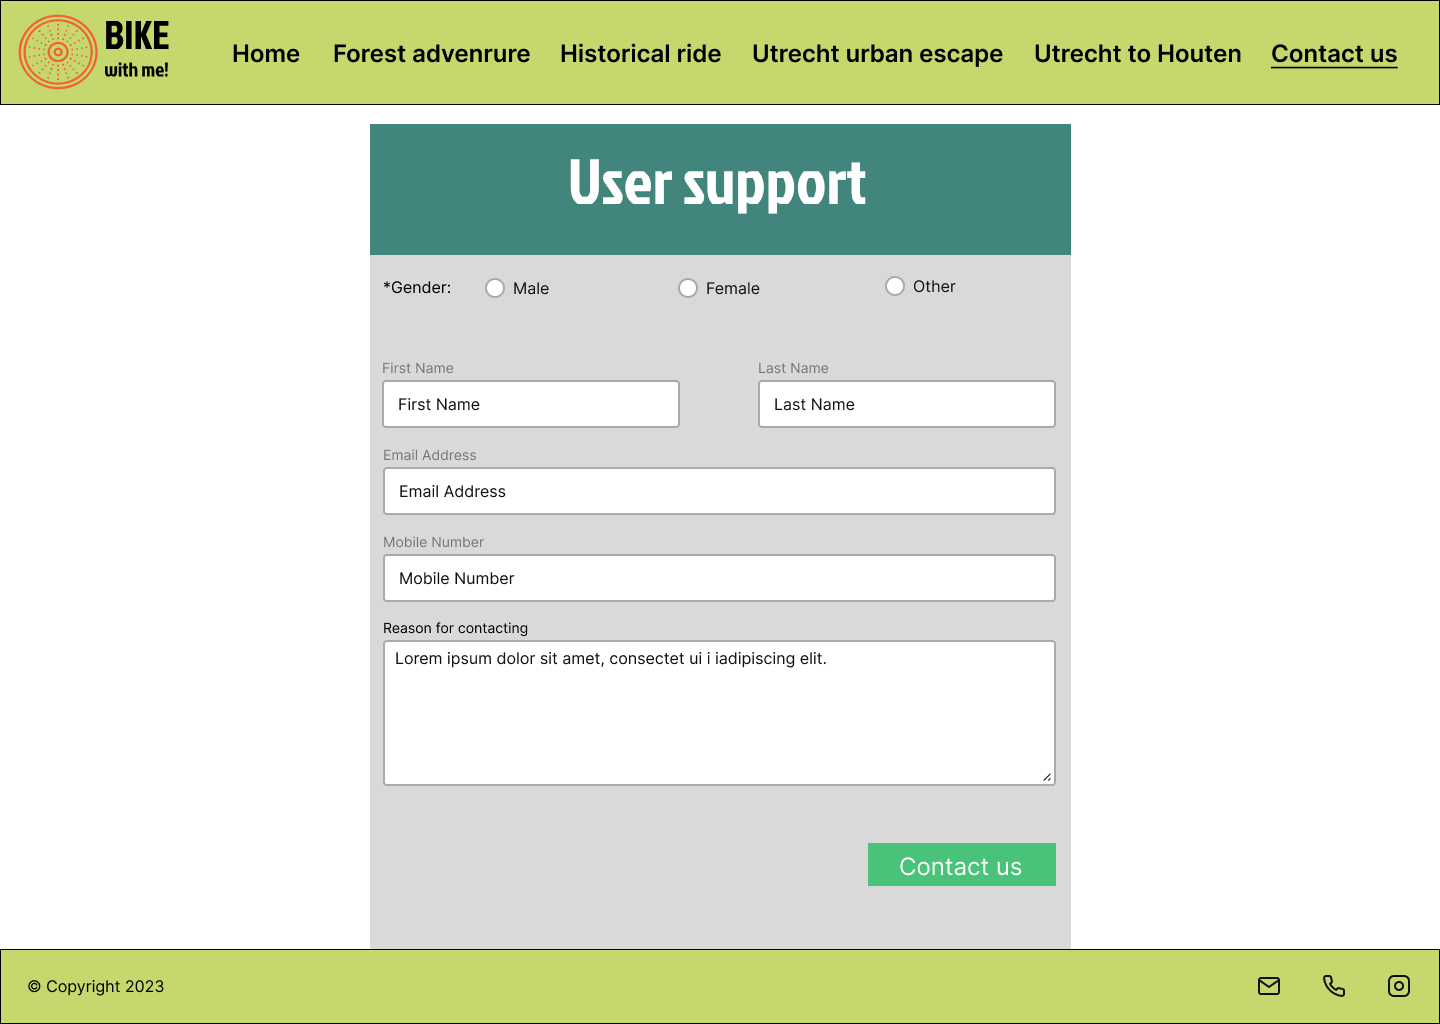 BIKE
with me!
Home Forest advenrure Historical ride Utrecht urban escape Utrecht to Houten Contact us
User support
*Gender: Male Female Other
First Name Last Name
First Name Last Name
Email Address
Email Address
Mobile Number
Mobile Number
Reason for contacting
Lorem ipsum dolor sit amet, consectet ui i iadipiscing elit.
Contact us
© Copyright 2023